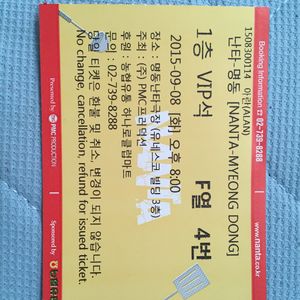 Booking Information ☎ 02-739-8288
1508300114 아란(ALAN)
난타-명동 [NANTA-MYEONG DONG]
1층 VIP석 F열 4번
2015-09-08 [화] 오후 8:00
장소 : 명동난타극장 (유네스코 빌딩 3층)
주최 : (주) PMC프러덕션
후원 : 농협유통 하나로클럽마트
문의 : 02-739-8288
당일 티켓은 환불 및 취소, 변경이 되지 않습니다.
No change, cancellation, refund for issued ticket.
www.nanta.co.kr
Presented by PMC PRODUCTION
Sponsored by